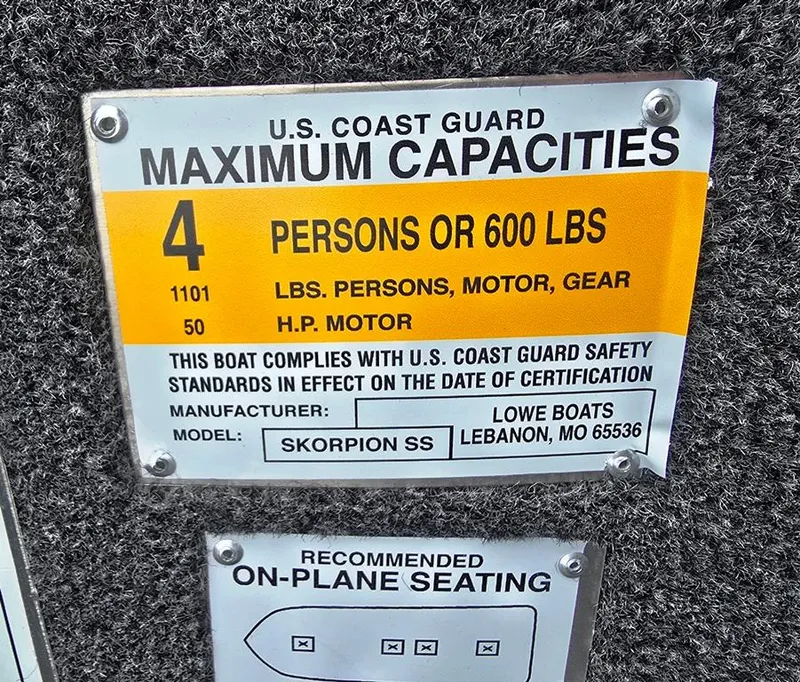 U.S. COAST GUARD
MAXIMUM CAPACITIES
4 PERSONS OR 600 LBS
1101 LBS. PERSONS, MOTOR, GEAR
50 H.P. MOTOR
THIS BOAT COMPLIES WITH U.S. COAST GUARD SAFETY
STANDARDS IN EFFECT ON THE DATE OF CERTIFICATION
MANUFACTURER: LOWE BOATS
MODEL: SKORPION SS LEBANON, MO 65536
RECOMMENDED
ON-PLANE SEATING